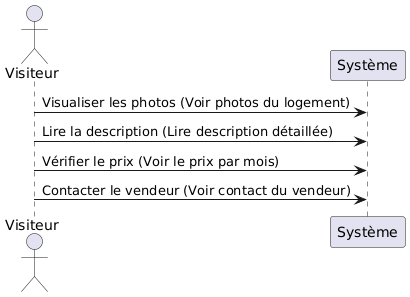 Visiteur
Système
Visualiser les photos (Voir photos du logement)
Lire la description (Lire description détaillée)
Vérifier le prix (Voir le prix par mois)
Contacter le vendeur (Voir contact du vendeur)
Visiteur
Système